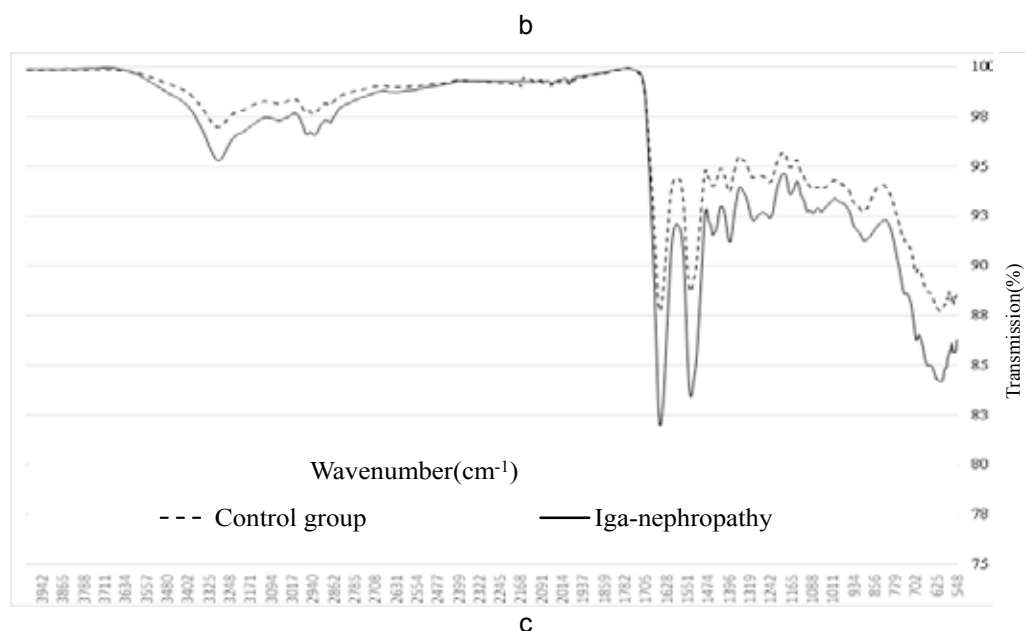 b
100
98
95
93
90
88
85
83
80
78
75
Transmission(%)
Wavenumber(cm⁻¹)
Control group
Iga-nephropathy
3942 3865 3788 3711 3634 3557 3480 3402 3325 3248 3171 3094 3017 2940 2862 2785 2708 2631 2554 2477 2399 2322 2245 2168 2091 2014 1937 1859 1782 1705 1628 1551 1474 1396 1319 1242 1165 1088 1011 934 856 779 702 625 548
c